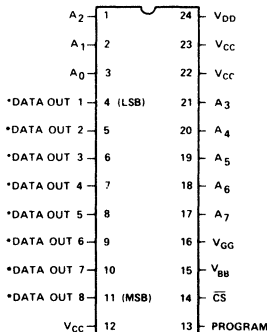 A2 1 24 VDD
A1 2 23 VCC
A0 3 22 VCC
*DATA OUT 1 4 (LSB) 21 A3
*DATA OUT 2 5 20 A4
*DATA OUT 3 6 19 A5
*DATA OUT 4 7 18 A6
*DATA OUT 5 8 17 A7
*DATA OUT 6 9 16 VGG
*DATA OUT 7 10 15 VBB
*DATA OUT 8 11 (MSB) 14 C̅S̅
VCC 12 13 PROGRAM